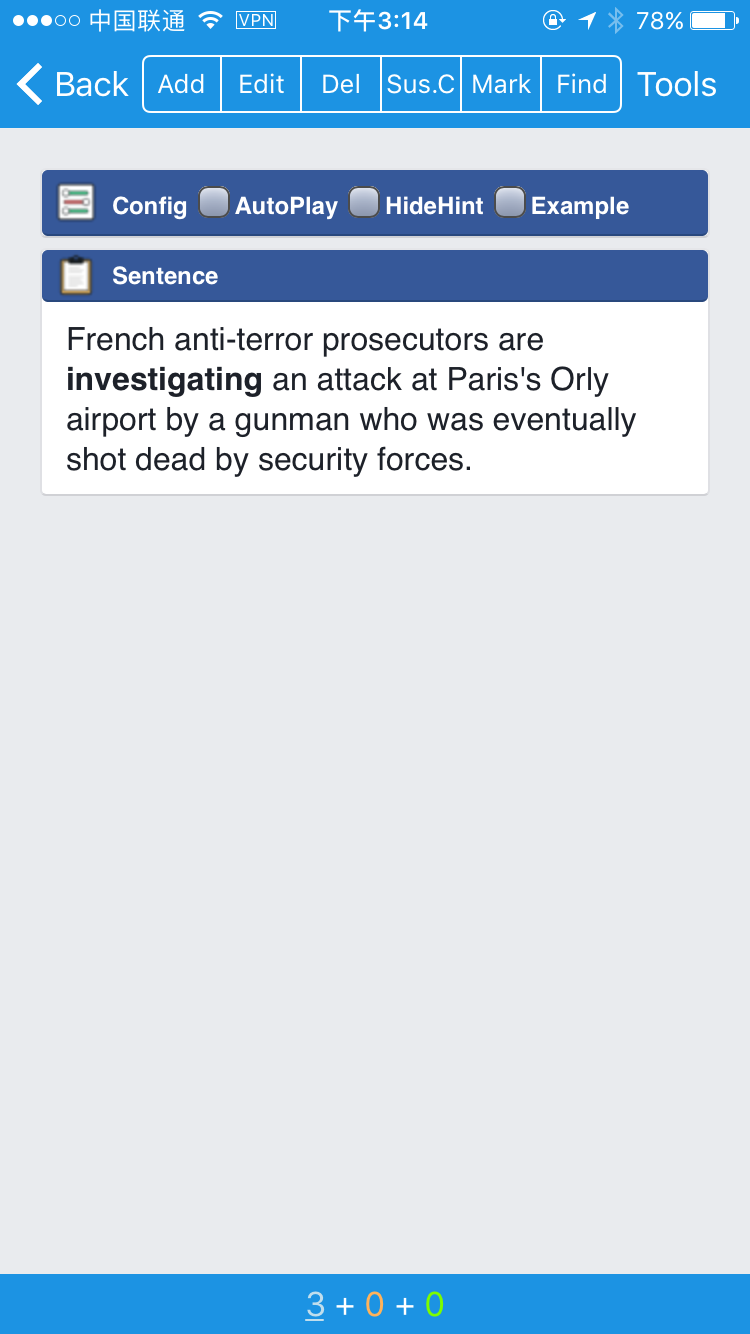 中国联通 VPN 下午3:14 78%
Back Add Edit Del Sus.C Mark Find Tools
Config AutoPlay HideHint Example
Sentence
French anti-terror prosecutors are
investigating an attack at Paris's Orly
airport by a gunman who was eventually
shot dead by security forces.
3 + 0 + 0